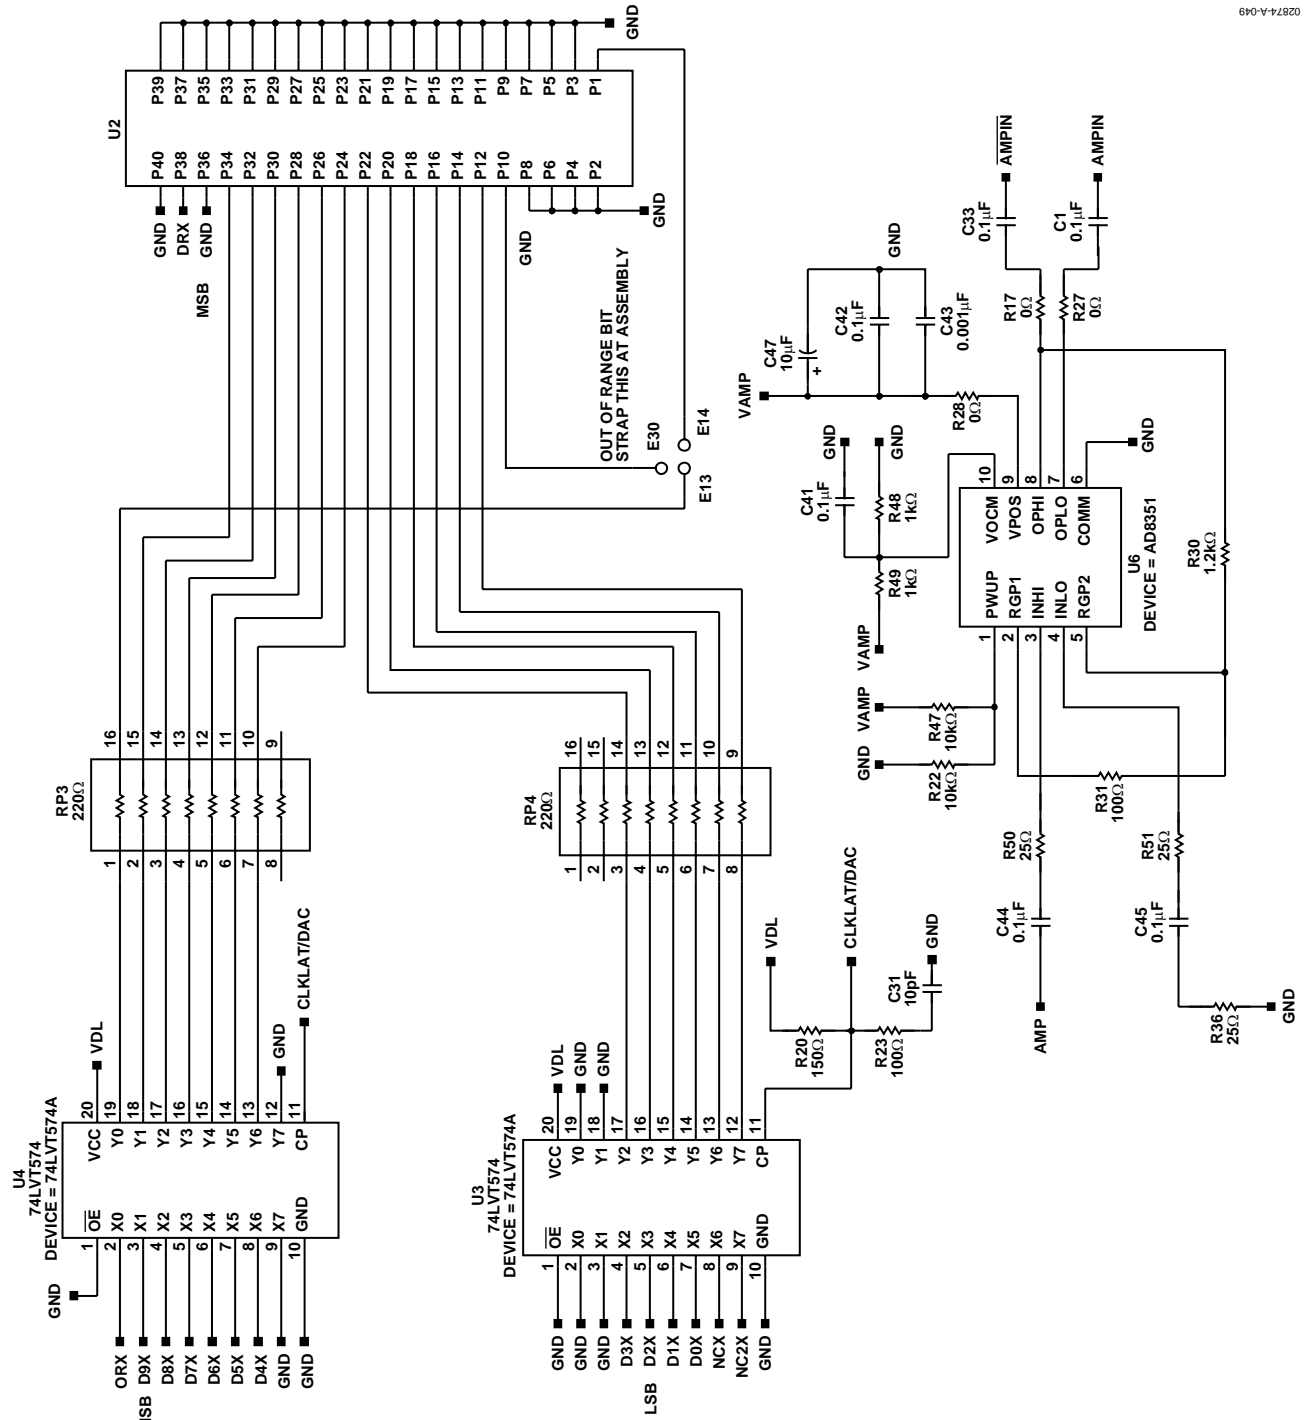 02874-A-049
U2
P39
P37
P35
P33
P31
P29
P27
P25
P23
P21
P19
P17
P15
P13
P11
P9
P7
P5
P3
P1
GND
P40
P38
P36
P34
P32
P30
P28
P26
P24
P22
P20
P18
P16
P14
P12
P10
P8
P6
P4
P2
GND
DRX
GND
MSB
GND
GND
OUT OF RANGE BIT
STRAP THIS AT ASSEMBLY
E30
E14
E13
RP3
220Ω
16
15
14
13
12
11
10
9
1
2
3
4
5
6
7
8
RP4
220Ω
16
15
14
13
12
11
10
9
1
2
3
4
5
6
7
8
U4
74LVT574
DEVICE = 74LVT574A
VDL
GND
CLKLAT/DAC
20
19
18
17
16
15
14
13
12
11
VCC
Y0
Y1
Y2
Y3
Y4
Y5
Y6
Y7
CP
OE
X0
X1
X2
X3
X4
X5
X6
X7
GND
1
2
3
4
5
6
7
8
9
10
GND
ORX
D9X
D8X
D7X
D6X
D5X
D4X
GND
GND
U3
74LVT574
DEVICE = 74LVT574A
VDL
GND
GND
20
19
18
17
16
15
14
13
12
11
VCC
Y0
Y1
Y2
Y3
Y4
Y5
Y6
Y7
CP
OE
X0
X1
X2
X3
X4
X5
X6
X7
GND
1
2
3
4
5
6
7
8
9
10
GND
GND
GND
D3X
D2X
D1X
D0X
NCX
NC2X
GND
LSB
VDL
CLKLAT/DAC
GND
R20
150Ω
R23
100Ω
C31
10pF
AMPIN
AMPIN
C33
0.1μF
C1
0.1μF
R17
0Ω
R27
0Ω
GND
C47
10μF
+
C42
0.1μF
C43
0.001μF
VAMP
R28
0Ω
GND
GND
C41
0.1μF
R48
1kΩ
R49
1kΩ
VAMP
GND
10
9
8
7
6
VOCM
VPOS
OPHI
OPLO
COMM
PWUP
RGP1
INHI
INLO
RGP2
1
2
3
4
5
U6
DEVICE = AD8351
R30
1.2kΩ
VAMP
GND
R47
10kΩ
R22
10kΩ
R31
100Ω
R50
25Ω
R51
25Ω
C44
0.1μF
C45
0.1μF
AMP
R36
25Ω
GND